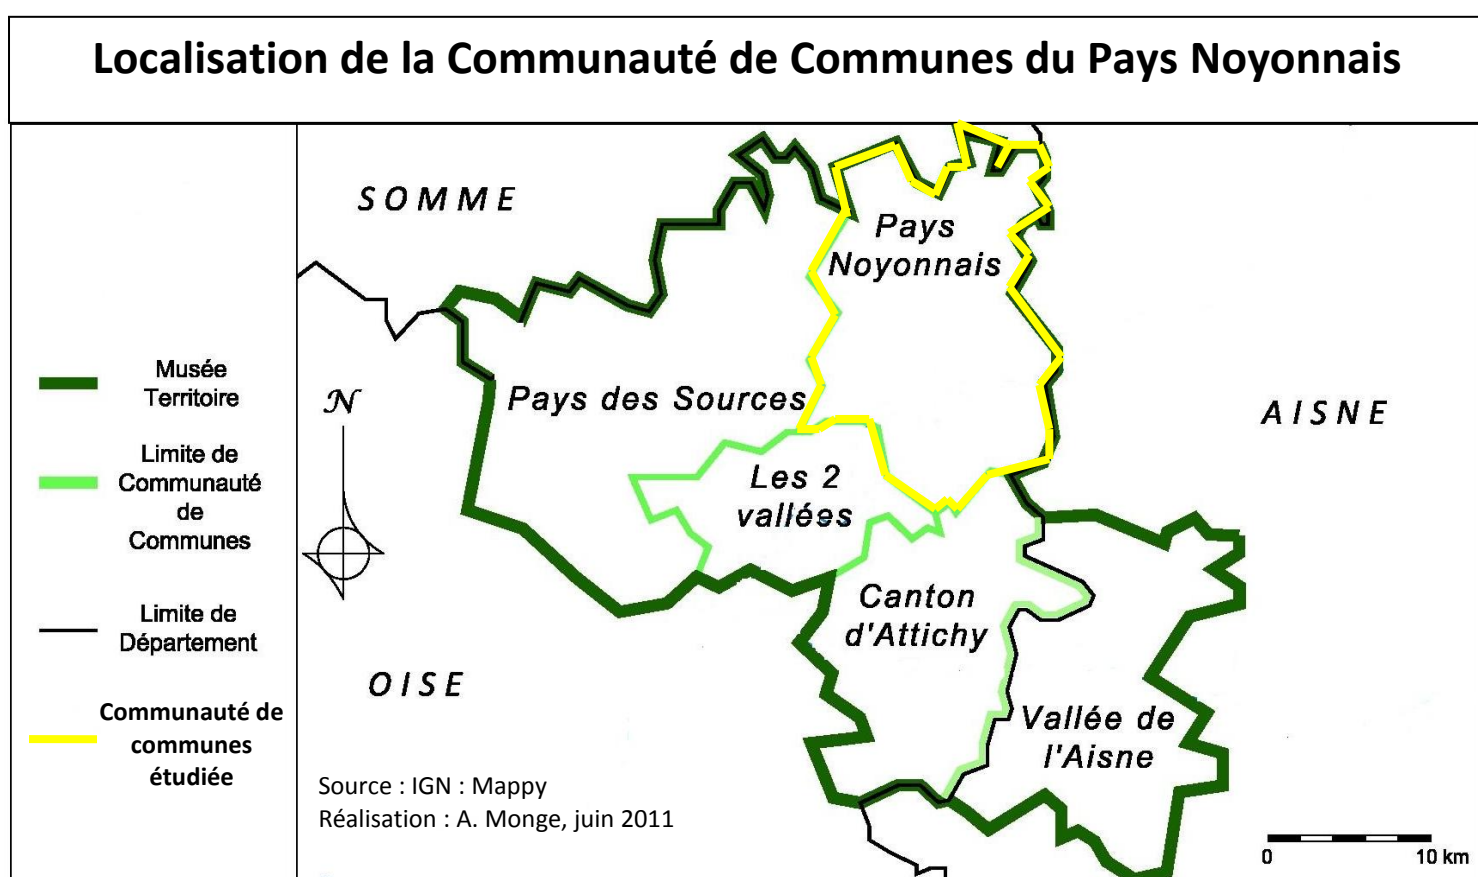 Localisation de la Communauté de Communes du Pays Noyonnais
SOMME
Pays
Noyonnais
Musée
Territoire
N
Pays des Sources
AISNE
Limite de
Communauté
de
Communes
Les 2
vallées
Limite de
Département
Canton
d'Attichy
OISE
Communauté de
communes
étudiée
Vallée de
l'Aisne
Source : IGN : Mappy
Réalisation : A. Monge, juin 2011
0 10 km